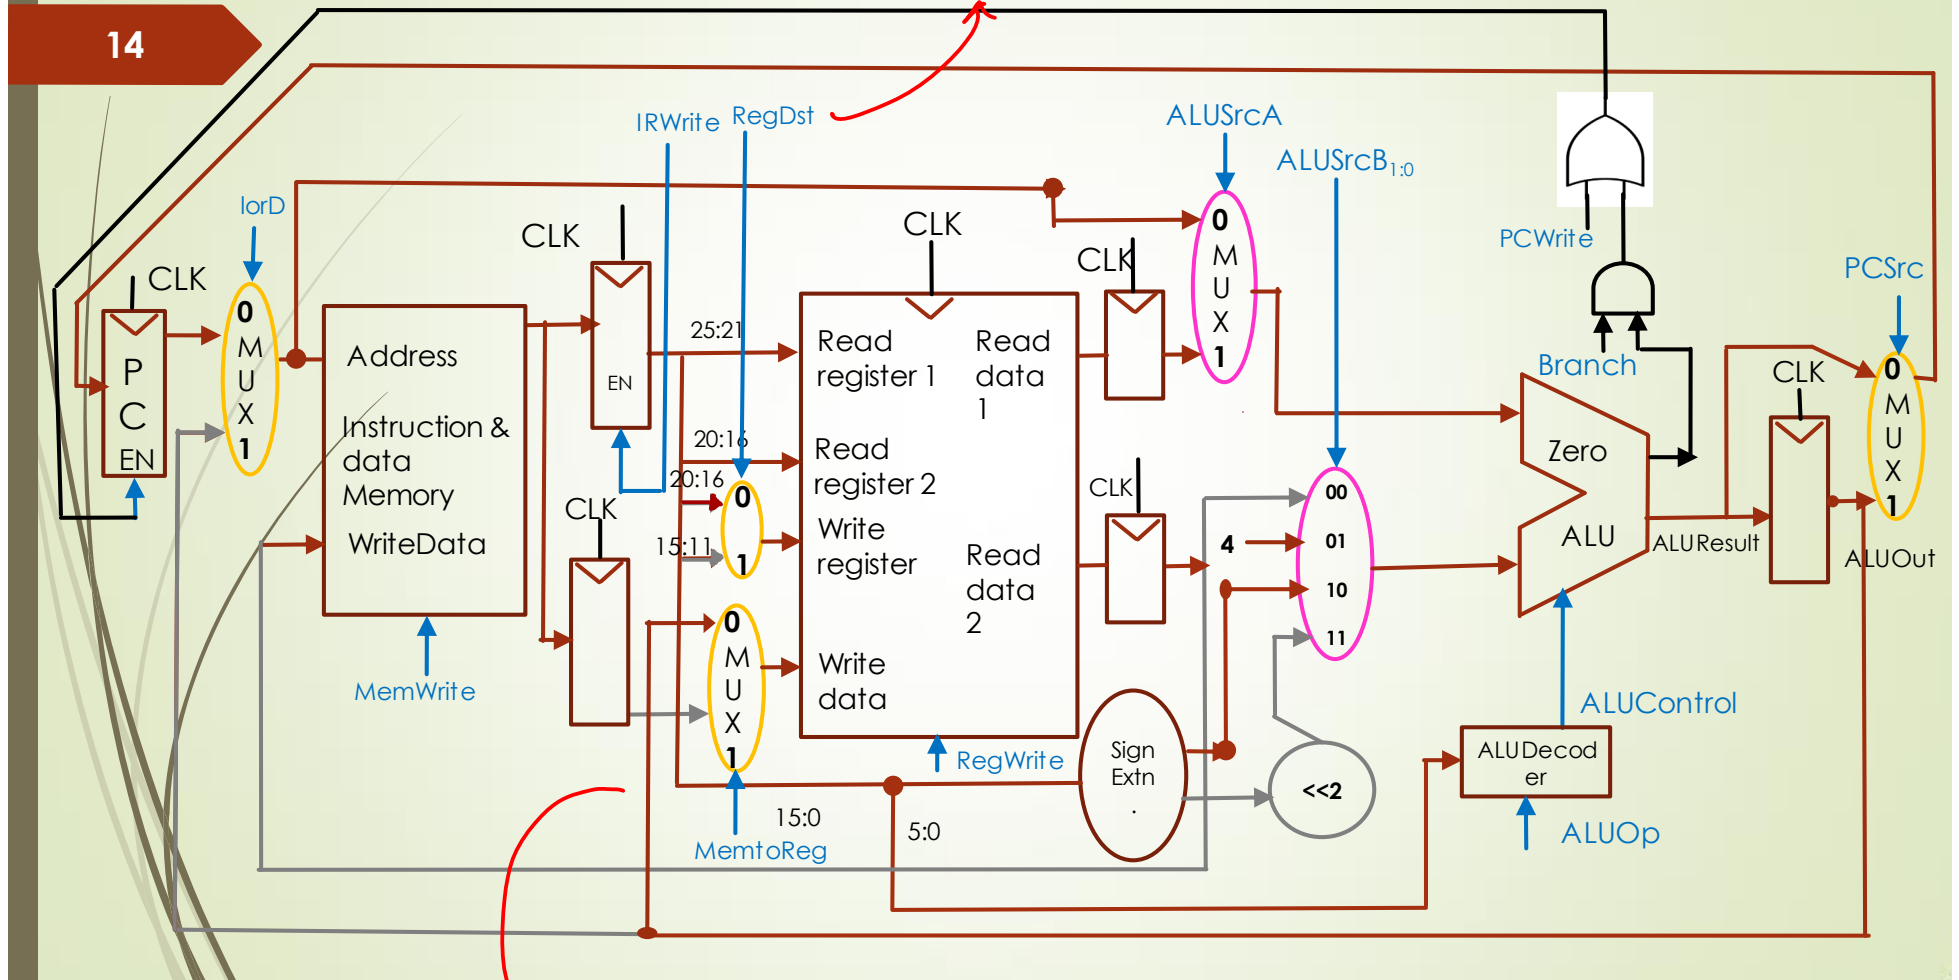 14
IRWrite
RegDst
ALUSrcA
ALUSrcB1:0
IorD
CLK
CLK
CLK
CLK
PCWrite
PCSrc
0
M
U
X
1
P
C
EN
0
M
U
X
1
Address
Instruction &
data
Memory
WriteData
MemWrite
EN
CLK
25:21
20:16
20:16
15:11
0
1
0
M
U
X
1
MemtoReg
Read
register 1
Read
register 2
Write
register
Write
data
Read
data
1
Read
data
2
RegWrite
CLK
4
00
01
10
11
Sign
Extn
.
<<2
15:0
5:0
Branch
Zero
ALU
ALUResult
CLK
ALUOut
0
M
U
X
1
ALUControl
ALUDecod
er
ALUOp